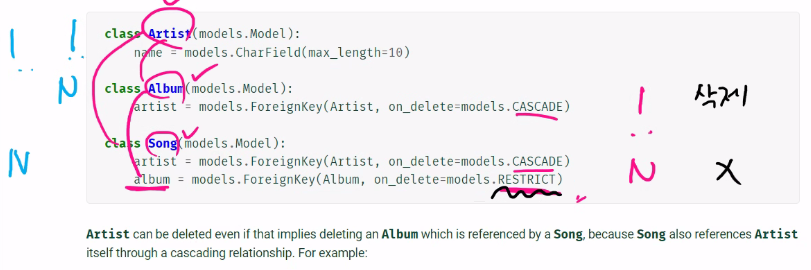 class Artist(models.Model):
name = models.CharField(max_length=10)
class Album(models.Model):
artist = models.ForeignKey(Artist, on_delete=models.CASCADE)
class Song(models.Model):
artist = models.ForeignKey(Artist, on_delete=models.CASCADE)
album = models.ForeignKey(Album, on_delete=models.RESTRICT)
1 : N
1 : N
1 : N
삭제
X
Artist can be deleted even if that implies deleting an Album which is referenced by a Song, because Song also references Artist
itself through a cascading relationship. For example: